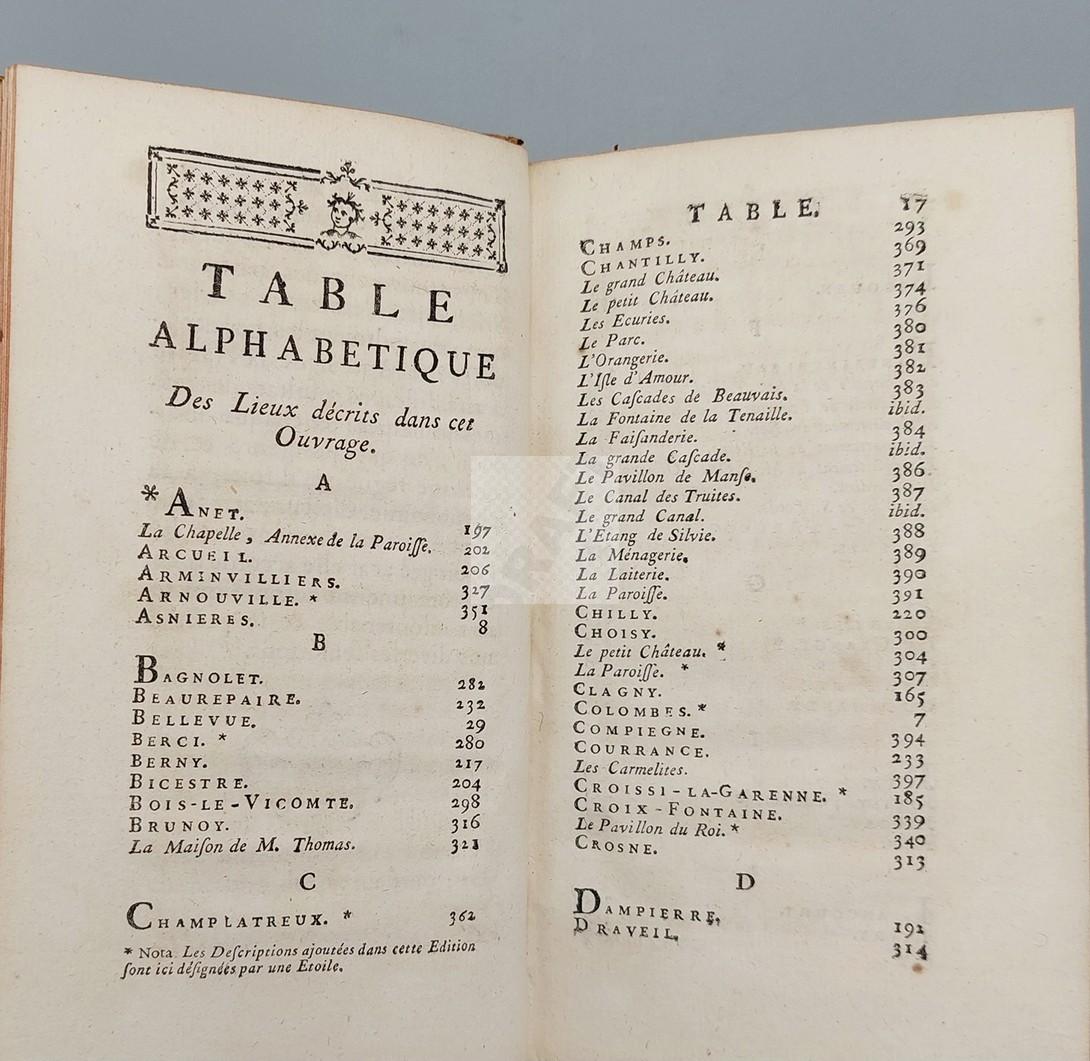 TABLE
ALPHABETIQUE
Des Lieux décrits dans cet
Ouvrage.
A
* ANET. 197
La Chapelle, Annexe de la Paroiſſe. 202
ARCUEIL. 206
ARMINVILLIERS. 327
ARNOUVILLE. * 351
ASNIERES. 8
B
BAGNOLET. 282
BEAUREPAIRE. 232
BELLEVUE. 29
BERCI. * 280
BERNY. 217
BICESTRE. 204
BOIS-LE-VICOMTE. 298
BRUNOY. 316
La Maiſon de M. Thomas. 321
C
CHAMPLATREUX. * 362
* Nota. Les Deſcriptions ajoutées dans cette Edition
ſont ici déſignées par une Etoile.
TABLE. 17
CHAMPS. 293
CHANTILLY. 369
Le grand Château. 371
Le petit Château. 374
Les Ecuries. 376
Le Parc. 380
L'Orangerie. 381
L'Iſle d'Amour. 382
Les Caſcades de Beauvais. 383
La Fontaine de la Tenaille. ibid.
La Faiſanderie. 384
La grande Caſcade. ibid.
Le Pavillon de Manſe. 386
Le Canal des Truites. 387
Le grand Canal. ibid.
L'Etang de Silvie. 388
La Ménagerie. 389
La Laiterie. 390
La Paroiſſe. 391
CHILLY. 220
CHOISY. 300
Le petit Château. * 304
La Paroiſſe. * 307
CLAGNY. 165
COLOMBES. * 7
COMPIEGNE. 394
COURRANCE. 233
Les Carmelites. 397
CROISSI-LA-GARENNE. * 185
CROIX-FONTAINE. 339
Le Pavillon du Roi. * 340
CROSNE. 313
D
DAMPIERRE. 192
DRAVEIL. 314